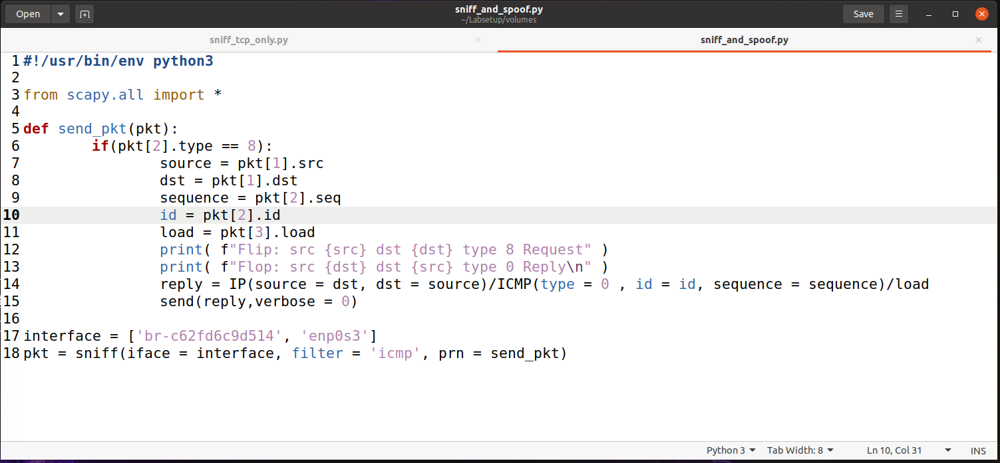 Open
sniff_and_spoof.py
~/Labsetup/volumes
Save
sniff_tcp_only.py
sniff_and_spoof.py
1 #!/usr/bin/env python3
2
3 from scapy.all import *
4
5 def send_pkt(pkt):
6 if(pkt[2].type == 8):
7 source = pkt[1].src
8 dst = pkt[1].dst
9 sequence = pkt[2].seq
10 id = pkt[2].id
11 load = pkt[3].load
12 print( f"Flip: src {src} dst {dst} type 8 Request" )
13 print( f"Flop: src {dst} dst {src} type 0 Reply\n" )
14 reply = IP(source = dst, dst = source)/ICMP(type = 0 , id = id, sequence = sequence)/load
15 send(reply,verbose = 0)
16
17 interface = ['br-c62fd6c9d514', 'enp0s3']
18 pkt = sniff(iface = interface, filter = 'icmp', prn = send_pkt)
Python 3 Tab Width: 8 Ln 10, Col 31 INS